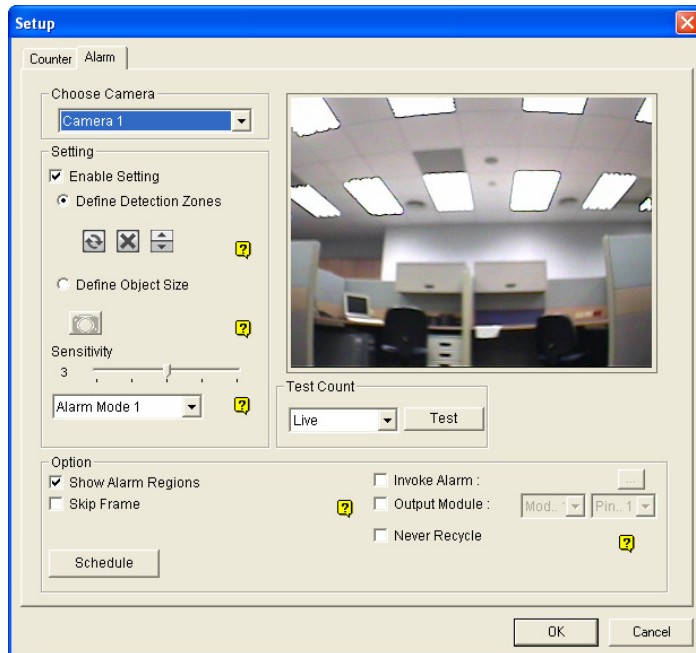 Setup
Counter
Alarm
Choose Camera
Camera 1
Setting
Enable Setting
Define Detection Zones
?
Define Object Size
?
Sensitivity
3
Alarm Mode 1
?
Test Count
Live
Test
Option
Show Alarm Regions
Skip Frame
?
Schedule
Invoke Alarm :
...
Output Module :
Mod.. 1
Pin.. 1
Never Recycle
?
OK
Cancel